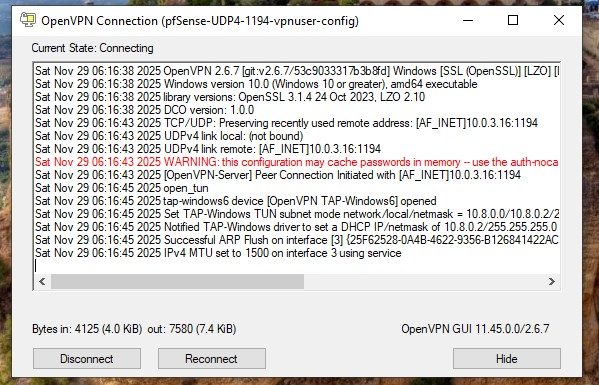 OpenVPN Connection (pfSense-UDP4-1194-vpnuser-config)
Current State: Connecting
Sat Nov 29 06:16:38 2025 OpenVPN 2.6.7 [git:v2.6.7/53c9033317b3b8fd] Windows [SSL (OpenSSL)] [LZO] [
Sat Nov 29 06:16:38 2025 Windows version 10.0 (Windows 10 or greater), amd64 executable
Sat Nov 29 06:16:38 2025 library versions: OpenSSL 3.1.4 24 Oct 2023, LZO 2.10
Sat Nov 29 06:16:38 2025 DCO version: 1.0.0
Sat Nov 29 06:16:43 2025 TCP/UDP: Preserving recently used remote address: [AF_INET]10.0.3.16:1194
Sat Nov 29 06:16:43 2025 UDPv4 link local: (not bound)
Sat Nov 29 06:16:43 2025 UDPv4 link remote: [AF_INET]10.0.3.16:1194
Sat Nov 29 06:16:43 2025 WARNING: this configuration may cache passwords in memory -- use the auth-noca
Sat Nov 29 06:16:43 2025 [OpenVPN-Server] Peer Connection Initiated with [AF_INET]10.0.3.16:1194
Sat Nov 29 06:16:45 2025 open_tun
Sat Nov 29 06:16:45 2025 tap-windows6 device [OpenVPN TAP-Windows6] opened
Sat Nov 29 06:16:45 2025 Set TAP-Windows TUN subnet mode network/local/netmask = 10.8.0.0/10.8.0.2/2
Sat Nov 29 06:16:45 2025 Notified TAP-Windows driver to set a DHCP IP/netmask of 10.8.0.2/255.255.255.0
Sat Nov 29 06:16:45 2025 Successful ARP Flush on interface [3] {25F62528-0A4B-4622-9356-B126841422AC
Sat Nov 29 06:16:45 2025 IPv4 MTU set to 1500 on interface 3 using service
Bytes in: 4125 (4.0 KiB) out: 7580 (7.4 KiB)
OpenVPN GUI 11.45.0.0/2.6.7
Disconnect
Reconnect
Hide